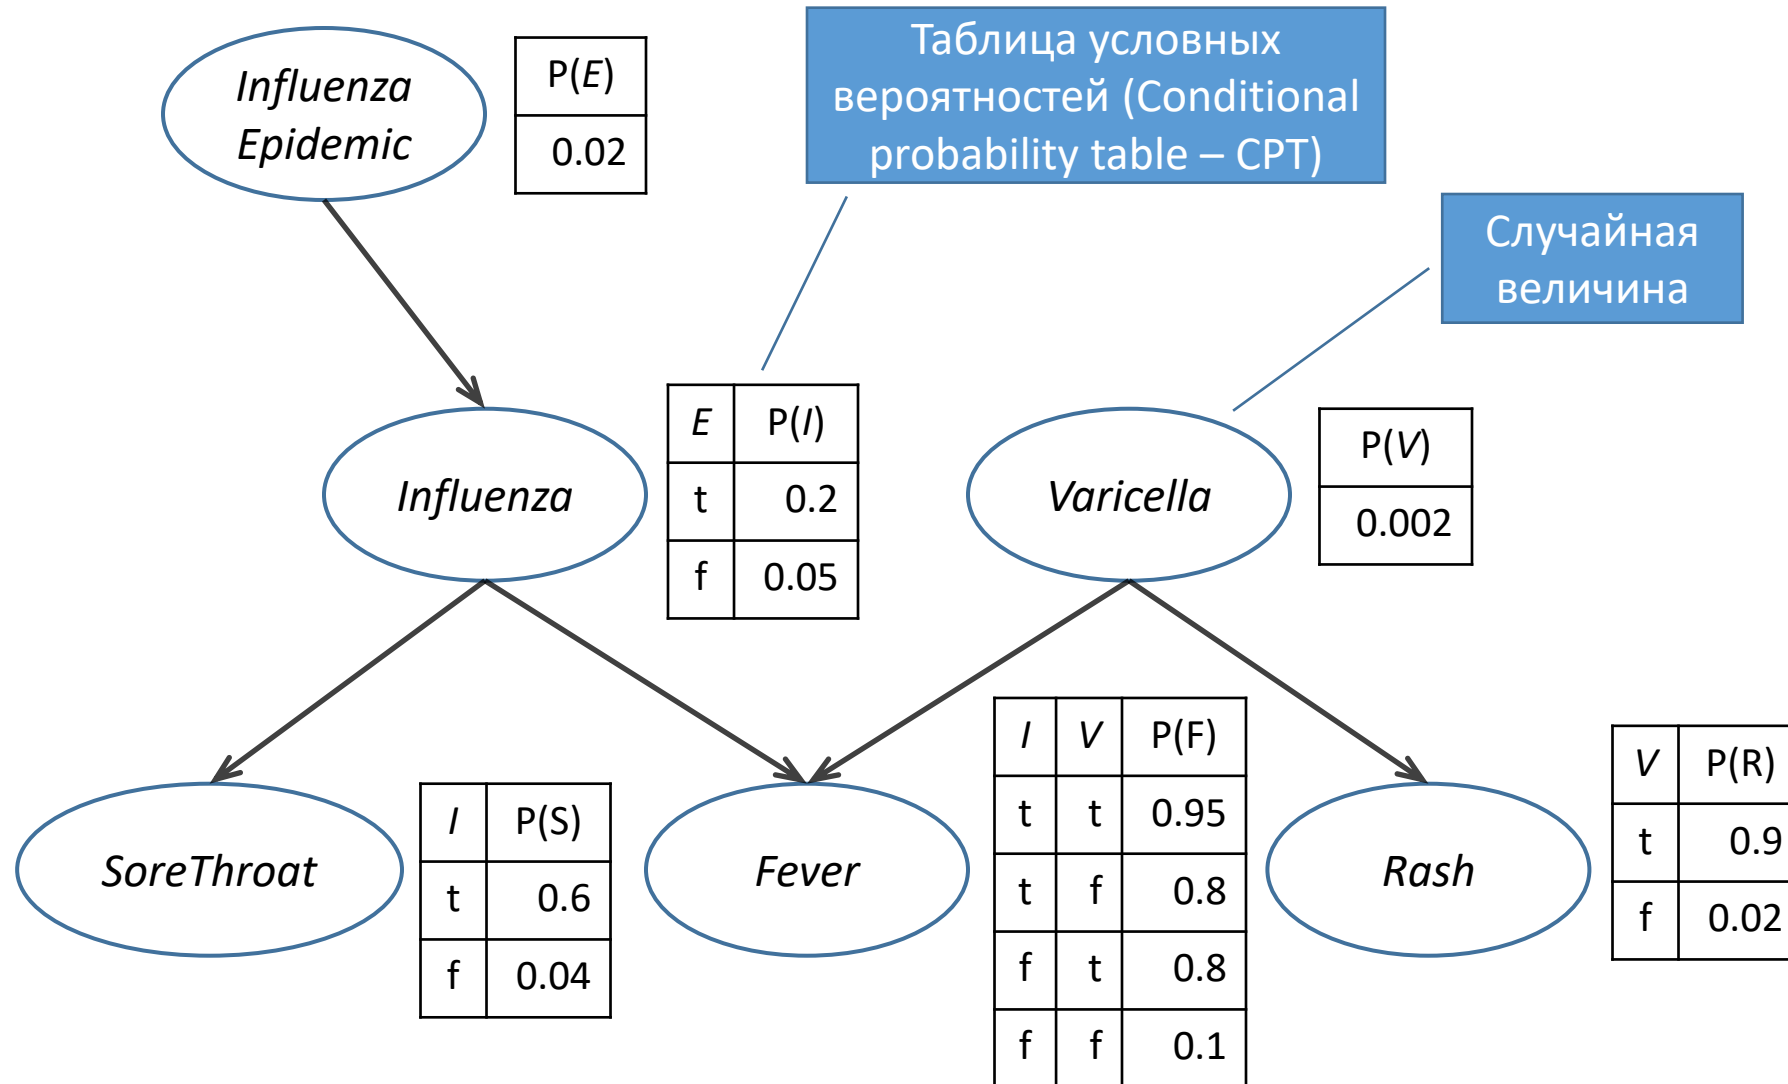 Influenza
Epidemic
P(E)
0.02
Таблица условных
вероятностей (Conditional
probability table – CPT)
Случайная
величина
Influenza
E P(I)
t 0.2
f 0.05
Varicella
P(V)
0.002
SoreThroat
I P(S)
t 0.6
f 0.04
Fever
I V P(F)
t t 0.95
t f 0.8
f t 0.8
f f 0.1
Rash
V P(R)
t 0.9
f 0.02